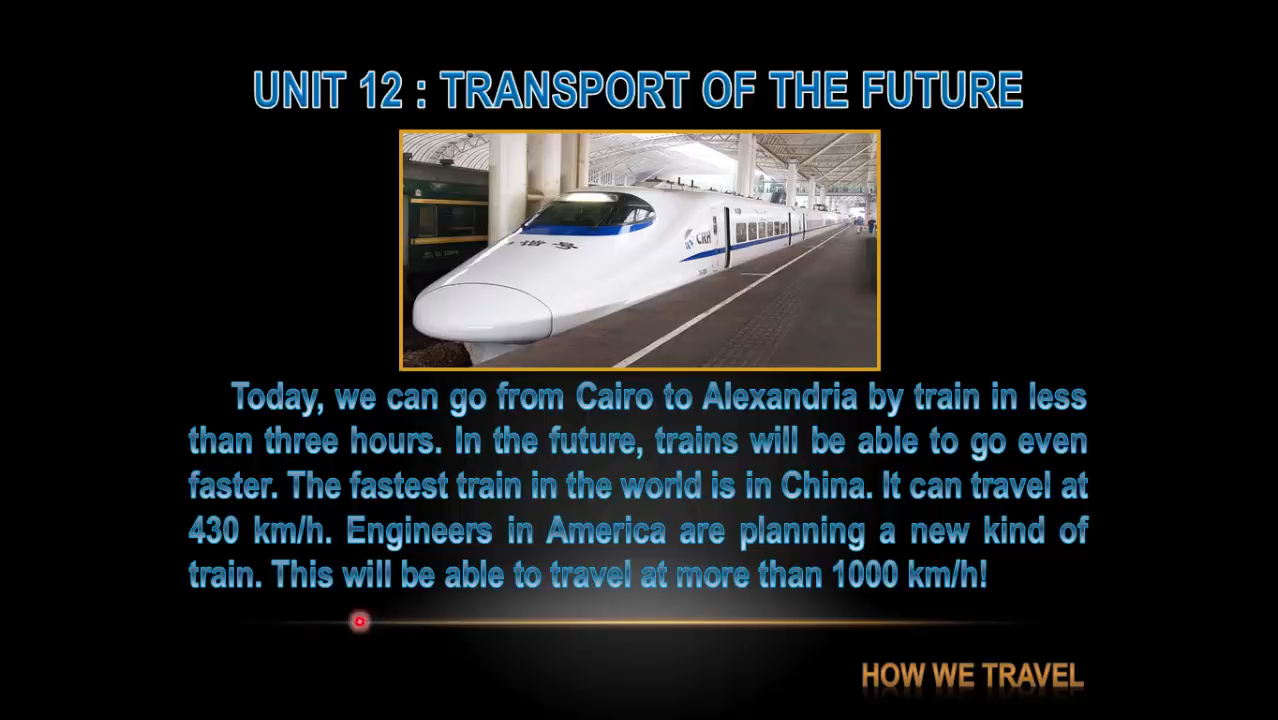 UNIT 12 : TRANSPORT OF THE FUTURE
CRH
谐号
Today, we can go from Cairo to Alexandria by train in less
than three hours. In the future, trains will be able to go even
faster. The fastest train in the world is in China. It can travel at
430 km/h. Engineers in America are planning a new kind of
train. This will be able to travel at more than 1000 km/h!
HOW WE TRAVEL